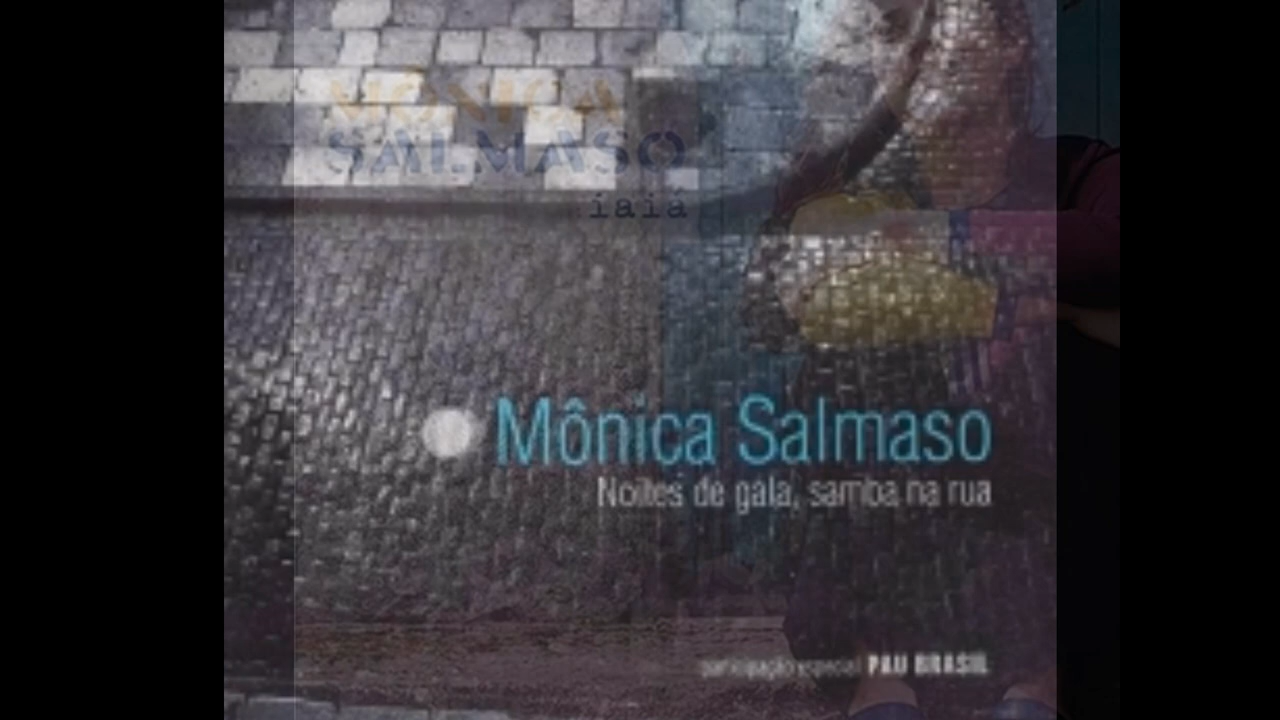 MÔNICA
SALMASO
iaiá
Mônica Salmaso
Noites de gala, samba na rua
participação especial PAU BRASIL